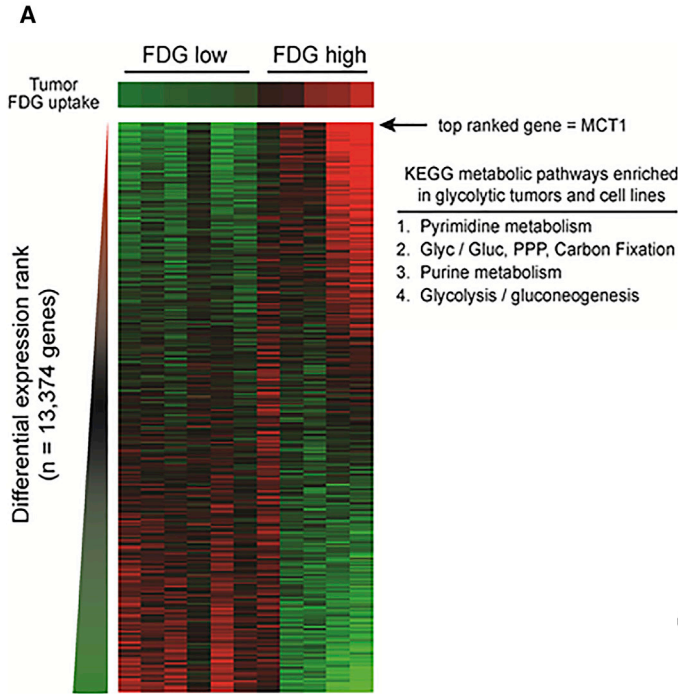 A
FDG low
FDG high
Tumor
FDG uptake
top ranked gene = MCT1
KEGG metabolic pathways enriched
in glycolytic tumors and cell lines
1. Pyrimidine metabolism
2. Glyc / Gluc, PPP, Carbon Fixation
3. Purine metabolism
4. Glycolysis / gluconeogenesis
Differential expression rank
(n = 13,374 genes)